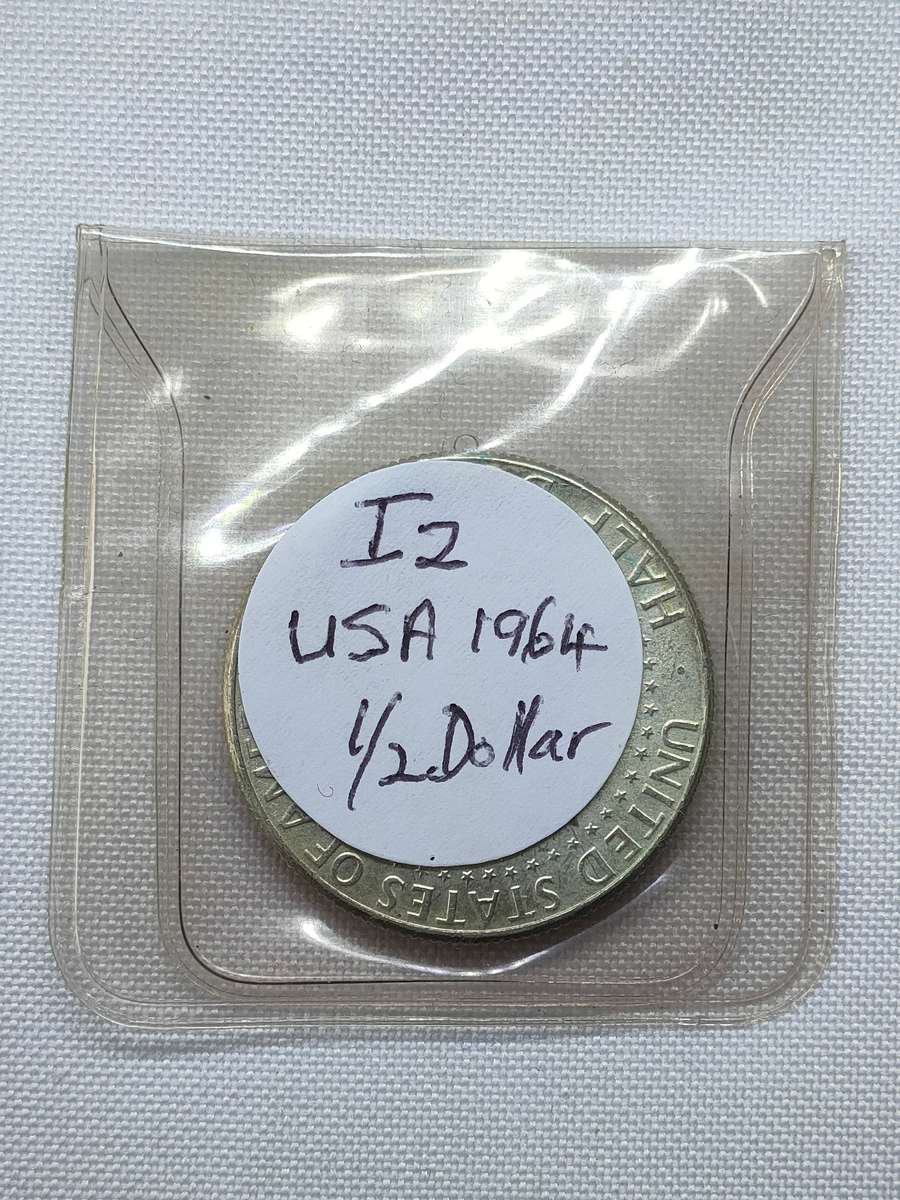 I2
USA 1964
1/2 Dollar
HALF D
UNITED STATES OF AME